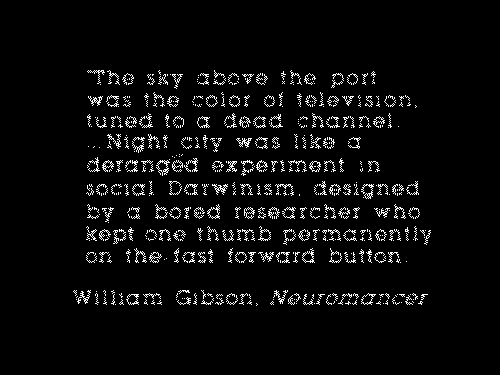 "The sky above the port
was the color of television,
tuned to a dead channel.
...Night city was like a
deranged experiment in
social Darwinism, designed
by a bored researcher who
kept one thumb permanently
on the fast forward button.
William Gibson, Neuromancer